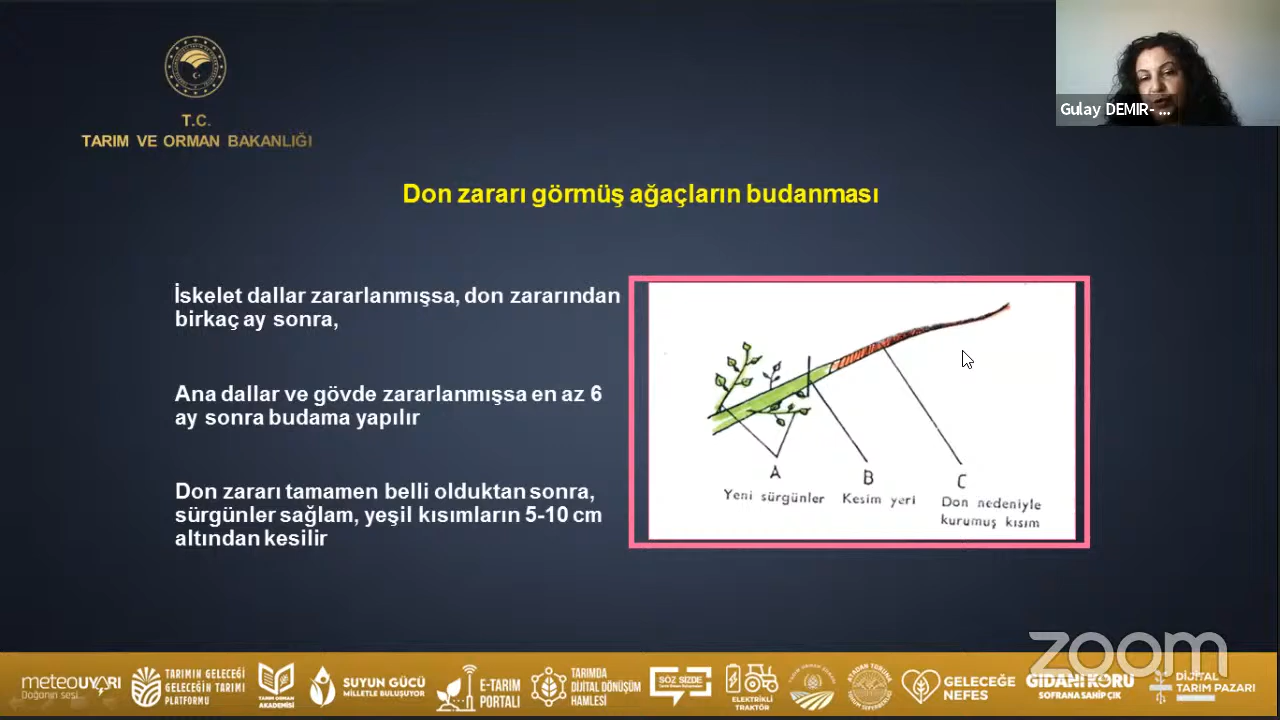 Gulay DEMIR- ...
T.C.
TARIM VE ORMAN BAKANLIĞI
Don zararı görmüş ağaçların budanması
İskelet dallar zararlanmışsa, don zararından
birkaç ay sonra,
Ana dallar ve gövde zararlanmışsa en az 6
ay sonra budama yapılır
Don zararı tamamen belli olduktan sonra,
sürgünler sağlam, yeşil kısımların 5-10 cm
altından kesilir
A
Yeni sürgünler
B
Kesim yeri
C
Don nedeniyle
kurumuş kısım
zoom
meteoUYARI
Doğanın sesi...
TARIMIN GELECEĞİ
GELECEĞİN TARIMI
PLATFORMU
TARIM ORMAN
AKADEMİSİ
SUYUN GÜCÜ
MİLLETLE BULUŞUYOR
E-TARIM
PORTALI
TARIMDA
DİJİTAL DÖNÜŞÜM
HAMLESİ
SÖZ SİZDE
ELEKTRİKLİ
TRAKTÖR
GELECEĞE
NEFES
GIDANI KORU
SOFRANA SAHİP ÇIK
DİJİTAL
TARIM PAZARI